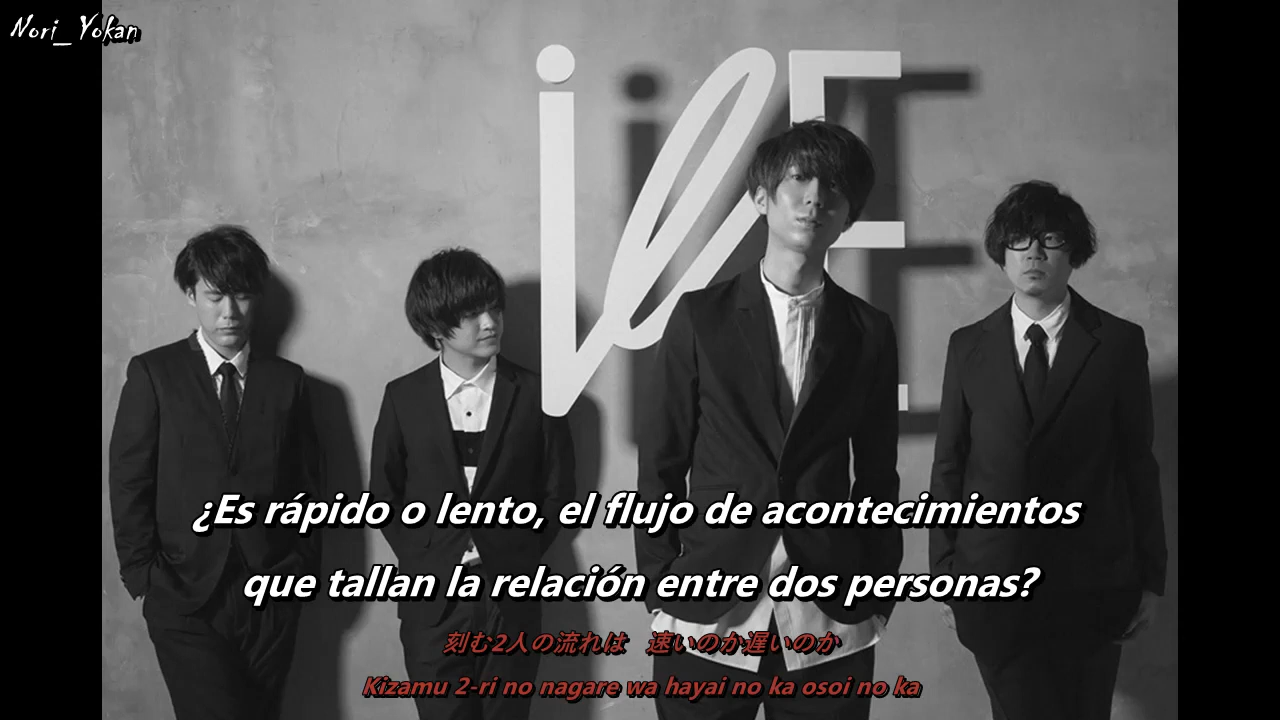 Nori_Yokan
iVE
¿Es rápido o lento, el flujo de acontecimientos
que tallan la relación entre dos personas?
刻む2人の流れは　速いのか遅いのか
Kizamu 2-ri no nagare wa hayai no ka osoi no ka